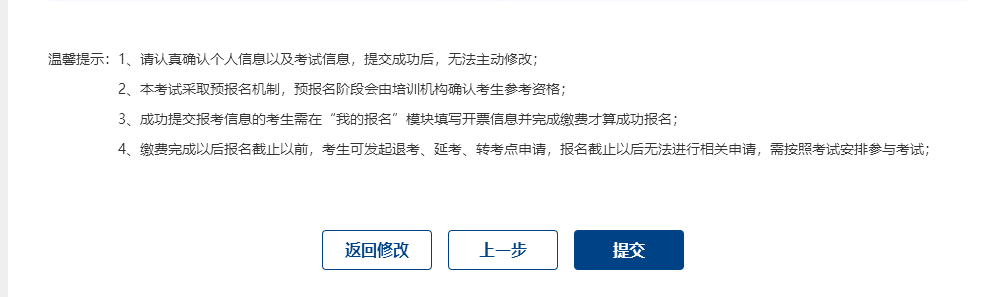 温馨提示：1、请认真确认个人信息以及考试信息，提交成功后，无法主动修改；
2、本考试采取预报名机制，预报名阶段会由培训机构确认考生参考资格；
3、成功提交报考信息的考生需在“我的报名”模块填写开票信息并完成缴费才算成功报名；
4、缴费完成以后报名截止以前，考生可发起退考、延考、转考点申请，报名截止以后无法进行相关申请，需按照考试安排参与考试；
返回修改 上一步 提交